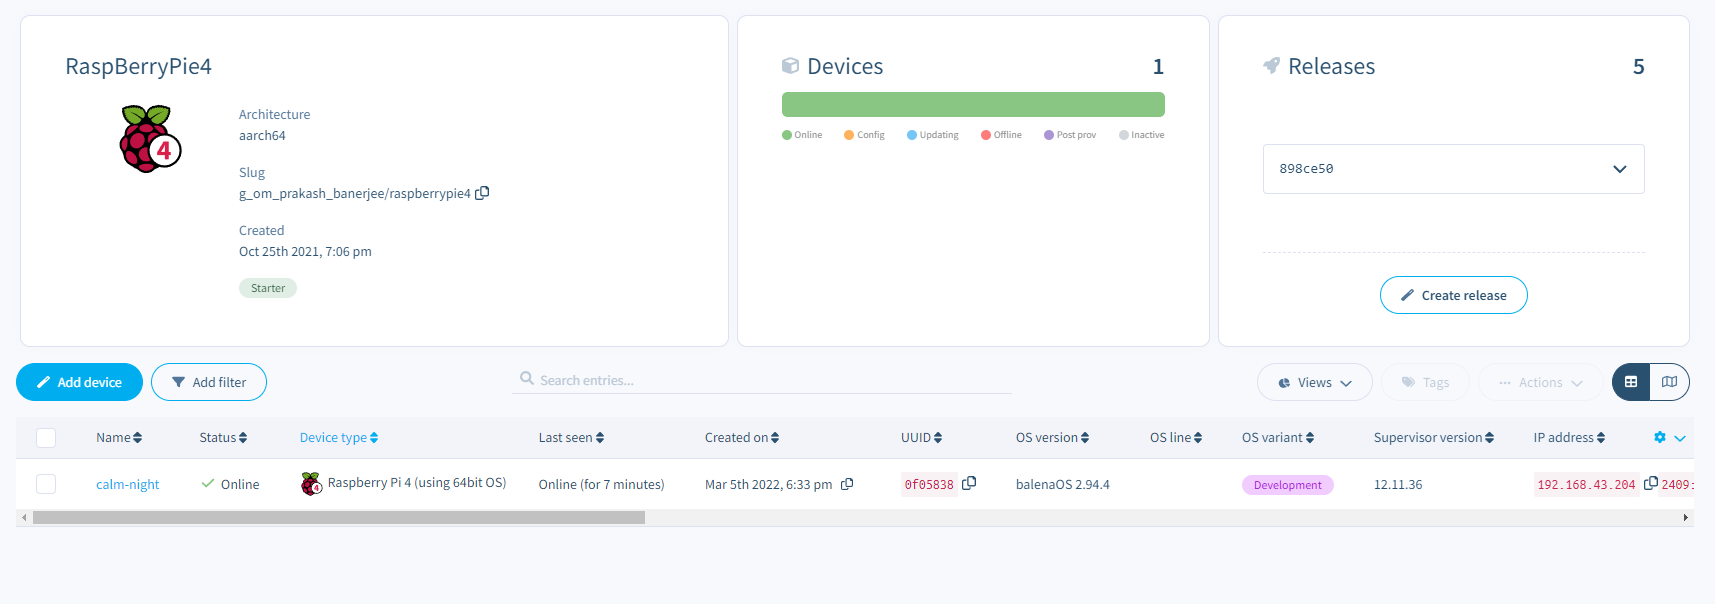 RaspBerryPie4
4
Architecture
aarch64
Slug
g_om_prakash_banerjee/raspberrypie4
Created
Oct 25th 2021, 7:06 pm
Starter
Devices 1
Online Config Updating Offline Post prov Inactive
Releases 5
898ce50
Create release
Add device Add filter Search entries... Views Tags Actions
Name Status Device type Last seen Created on UUID OS version OS line OS variant Supervisor version IP address
calm-night Online 4 Raspberry Pi 4 (using 64bit OS) Online (for 7 minutes) Mar 5th 2022, 6:33 pm 0f05838 balenaOS 2.94.4 Development 12.11.36 192.168.43.204 2409: